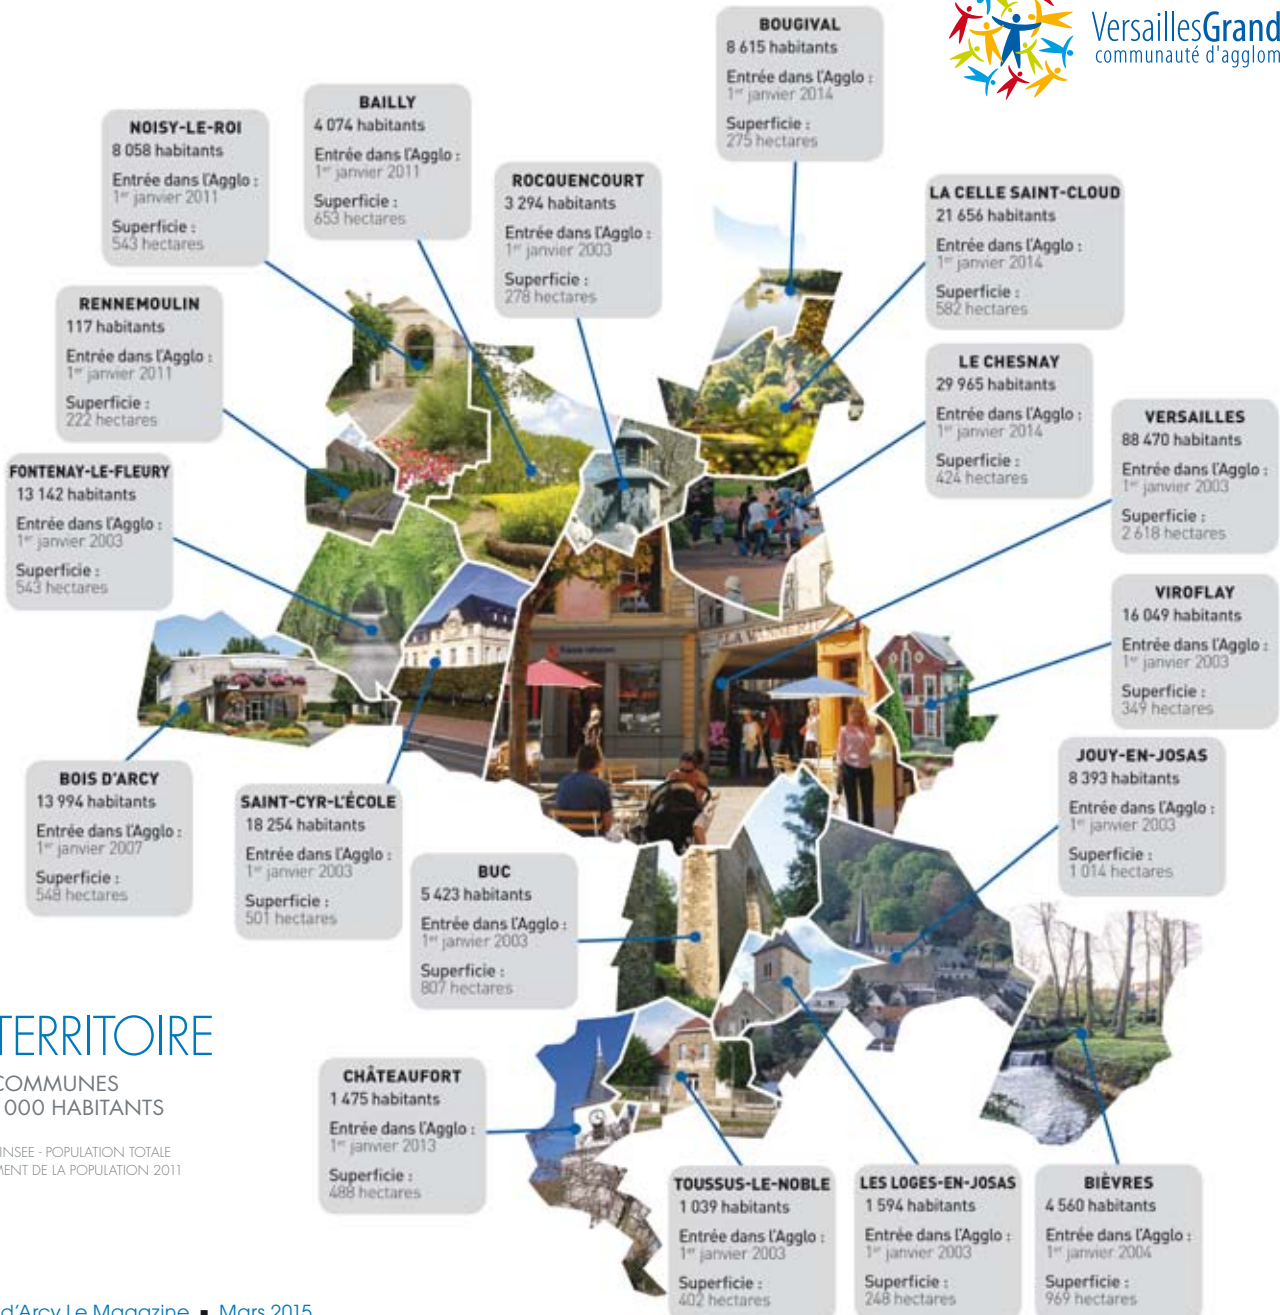 VersaillesGrand
communauté d'agglom
BOUGIVAL
8 615 habitants
Entrée dans l'Agglo :
1er janvier 2014
Superficie :
275 hectares
BAILLY
4 074 habitants
Entrée dans l'Agglo :
1er janvier 2011
Superficie :
653 hectares
NOISY-LE-ROI
8 058 habitants
Entrée dans l'Agglo :
1er janvier 2011
Superficie :
543 hectares
ROCQUENCOURT
3 294 habitants
Entrée dans l'Agglo :
1er janvier 2003
Superficie :
278 hectares
LA CELLE SAINT-CLOUD
21 656 habitants
Entrée dans l'Agglo :
1er janvier 2014
Superficie :
582 hectares
RENNEMOULIN
117 habitants
Entrée dans l'Agglo :
1er janvier 2011
Superficie :
222 hectares
LE CHESNAY
29 965 habitants
Entrée dans l'Agglo :
1er janvier 2014
Superficie :
424 hectares
VERSAILLES
88 470 habitants
Entrée dans l'Agglo :
1er janvier 2003
Superficie :
2 618 hectares
FONTENAY-LE-FLEURY
13 142 habitants
Entrée dans l'Agglo :
1er janvier 2003
Superficie :
543 hectares
VIROFLAY
16 049 habitants
Entrée dans l'Agglo :
1er janvier 2003
Superficie :
349 hectares
JOUY-EN-JOSAS
8 393 habitants
Entrée dans l'Agglo :
1er janvier 2003
Superficie :
1 014 hectares
BOIS D'ARCY
13 994 habitants
Entrée dans l'Agglo :
1er janvier 2007
Superficie :
548 hectares
SAINT-CYR-L'ÉCOLE
18 254 habitants
Entrée dans l'Agglo :
1er janvier 2003
Superficie :
501 hectares
BUC
5 423 habitants
Entrée dans l'Agglo :
1er janvier 2003
Superficie :
807 hectares
TERRITOIRE
COMMUNES
000 HABITANTS
INSEE - POPULATION TOTALE
MENT DE LA POPULATION 2011
CHÂTEAUFORT
1 475 habitants
Entrée dans l'Agglo :
1er janvier 2013
Superficie :
488 hectares
TOUSSUS-LE-NOBLE
1 039 habitants
Entrée dans l'Agglo :
1er janvier 2003
Superficie :
402 hectares
LES LOGES-EN-JOSAS
1 594 habitants
Entrée dans l'Agglo :
1er janvier 2003
Superficie :
248 hectares
BIÈVRES
4 560 habitants
Entrée dans l'Agglo :
1er janvier 2004
Superficie :
969 hectares
d'Arcy Le Magazine ▪ Mars 2015